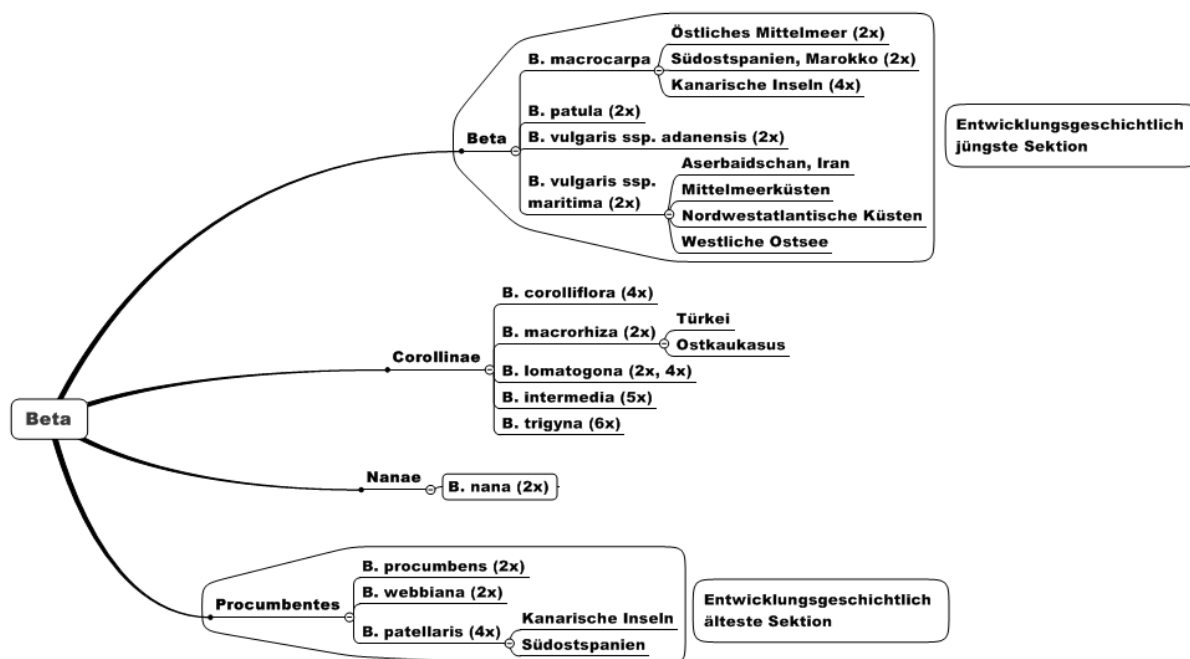 Östliches Mittelmeer (2x)
B. macrocarpa
Südostspanien, Marokko (2x)
Kanarische Inseln (4x)
B. patula (2x)
Beta
B. vulgaris ssp. adanensis (2x)
Entwicklungsgeschichtlich
jüngste Sektion
B. vulgaris ssp.
maritima (2x)
Aserbaidschan, Iran
Mittelmeerküsten
Nordwestatlantische Küsten
Westliche Ostsee
B. corolliflora (4x)
B. macrorhiza (2x)
Türkei
Ostkaukasus
Corollinae
B. lomatogona (2x, 4x)
B. intermedia (5x)
B. trigyna (6x)
Beta
Nanae
B. nana (2x)
B. procumbens (2x)
B. webbiana (2x)
Procumbentes
B. patellaris (4x)
Kanarische Inseln
Südostspanien
Entwicklungsgeschichtlich
älteste Sektion